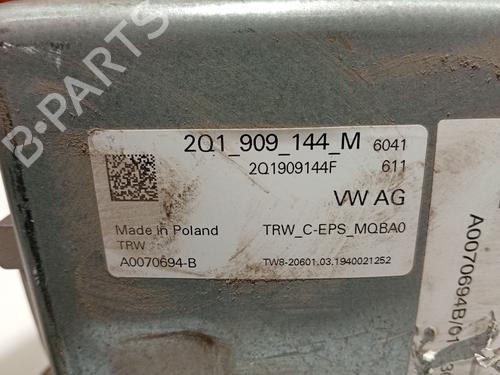 2Q1_909_144_M 6041
2Q1909144F 611
VW AG
Made in Poland TRW_C-EPS_MQBA0
TRW
A0070694-B TW8-20601.03.1940021252
A0070694B/01
B-PARTS